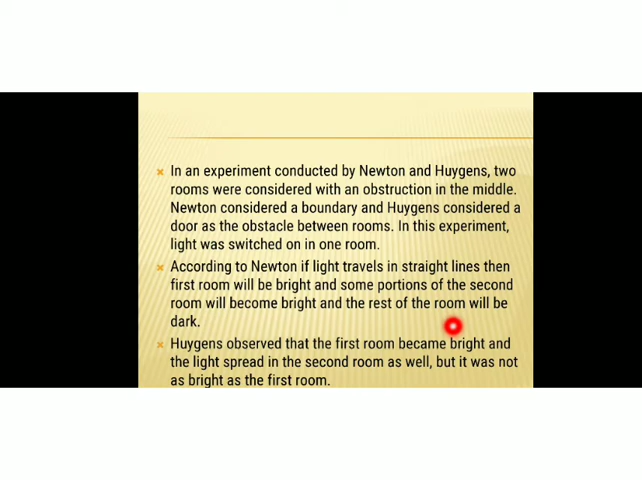 In an experiment conducted by Newton and Huygens, two
rooms were considered with an obstruction in the middle.
Newton considered a boundary and Huygens considered a
door as the obstacle between rooms. In this experiment,
light was switched on in one room.
According to Newton if light travels in straight lines then
first room will be bright and some portions of the second
room will become bright and the rest of the room will be
dark.
Huygens observed that the first room became bright and
the light spread in the second room as well, but it was not
as bright as the first room.